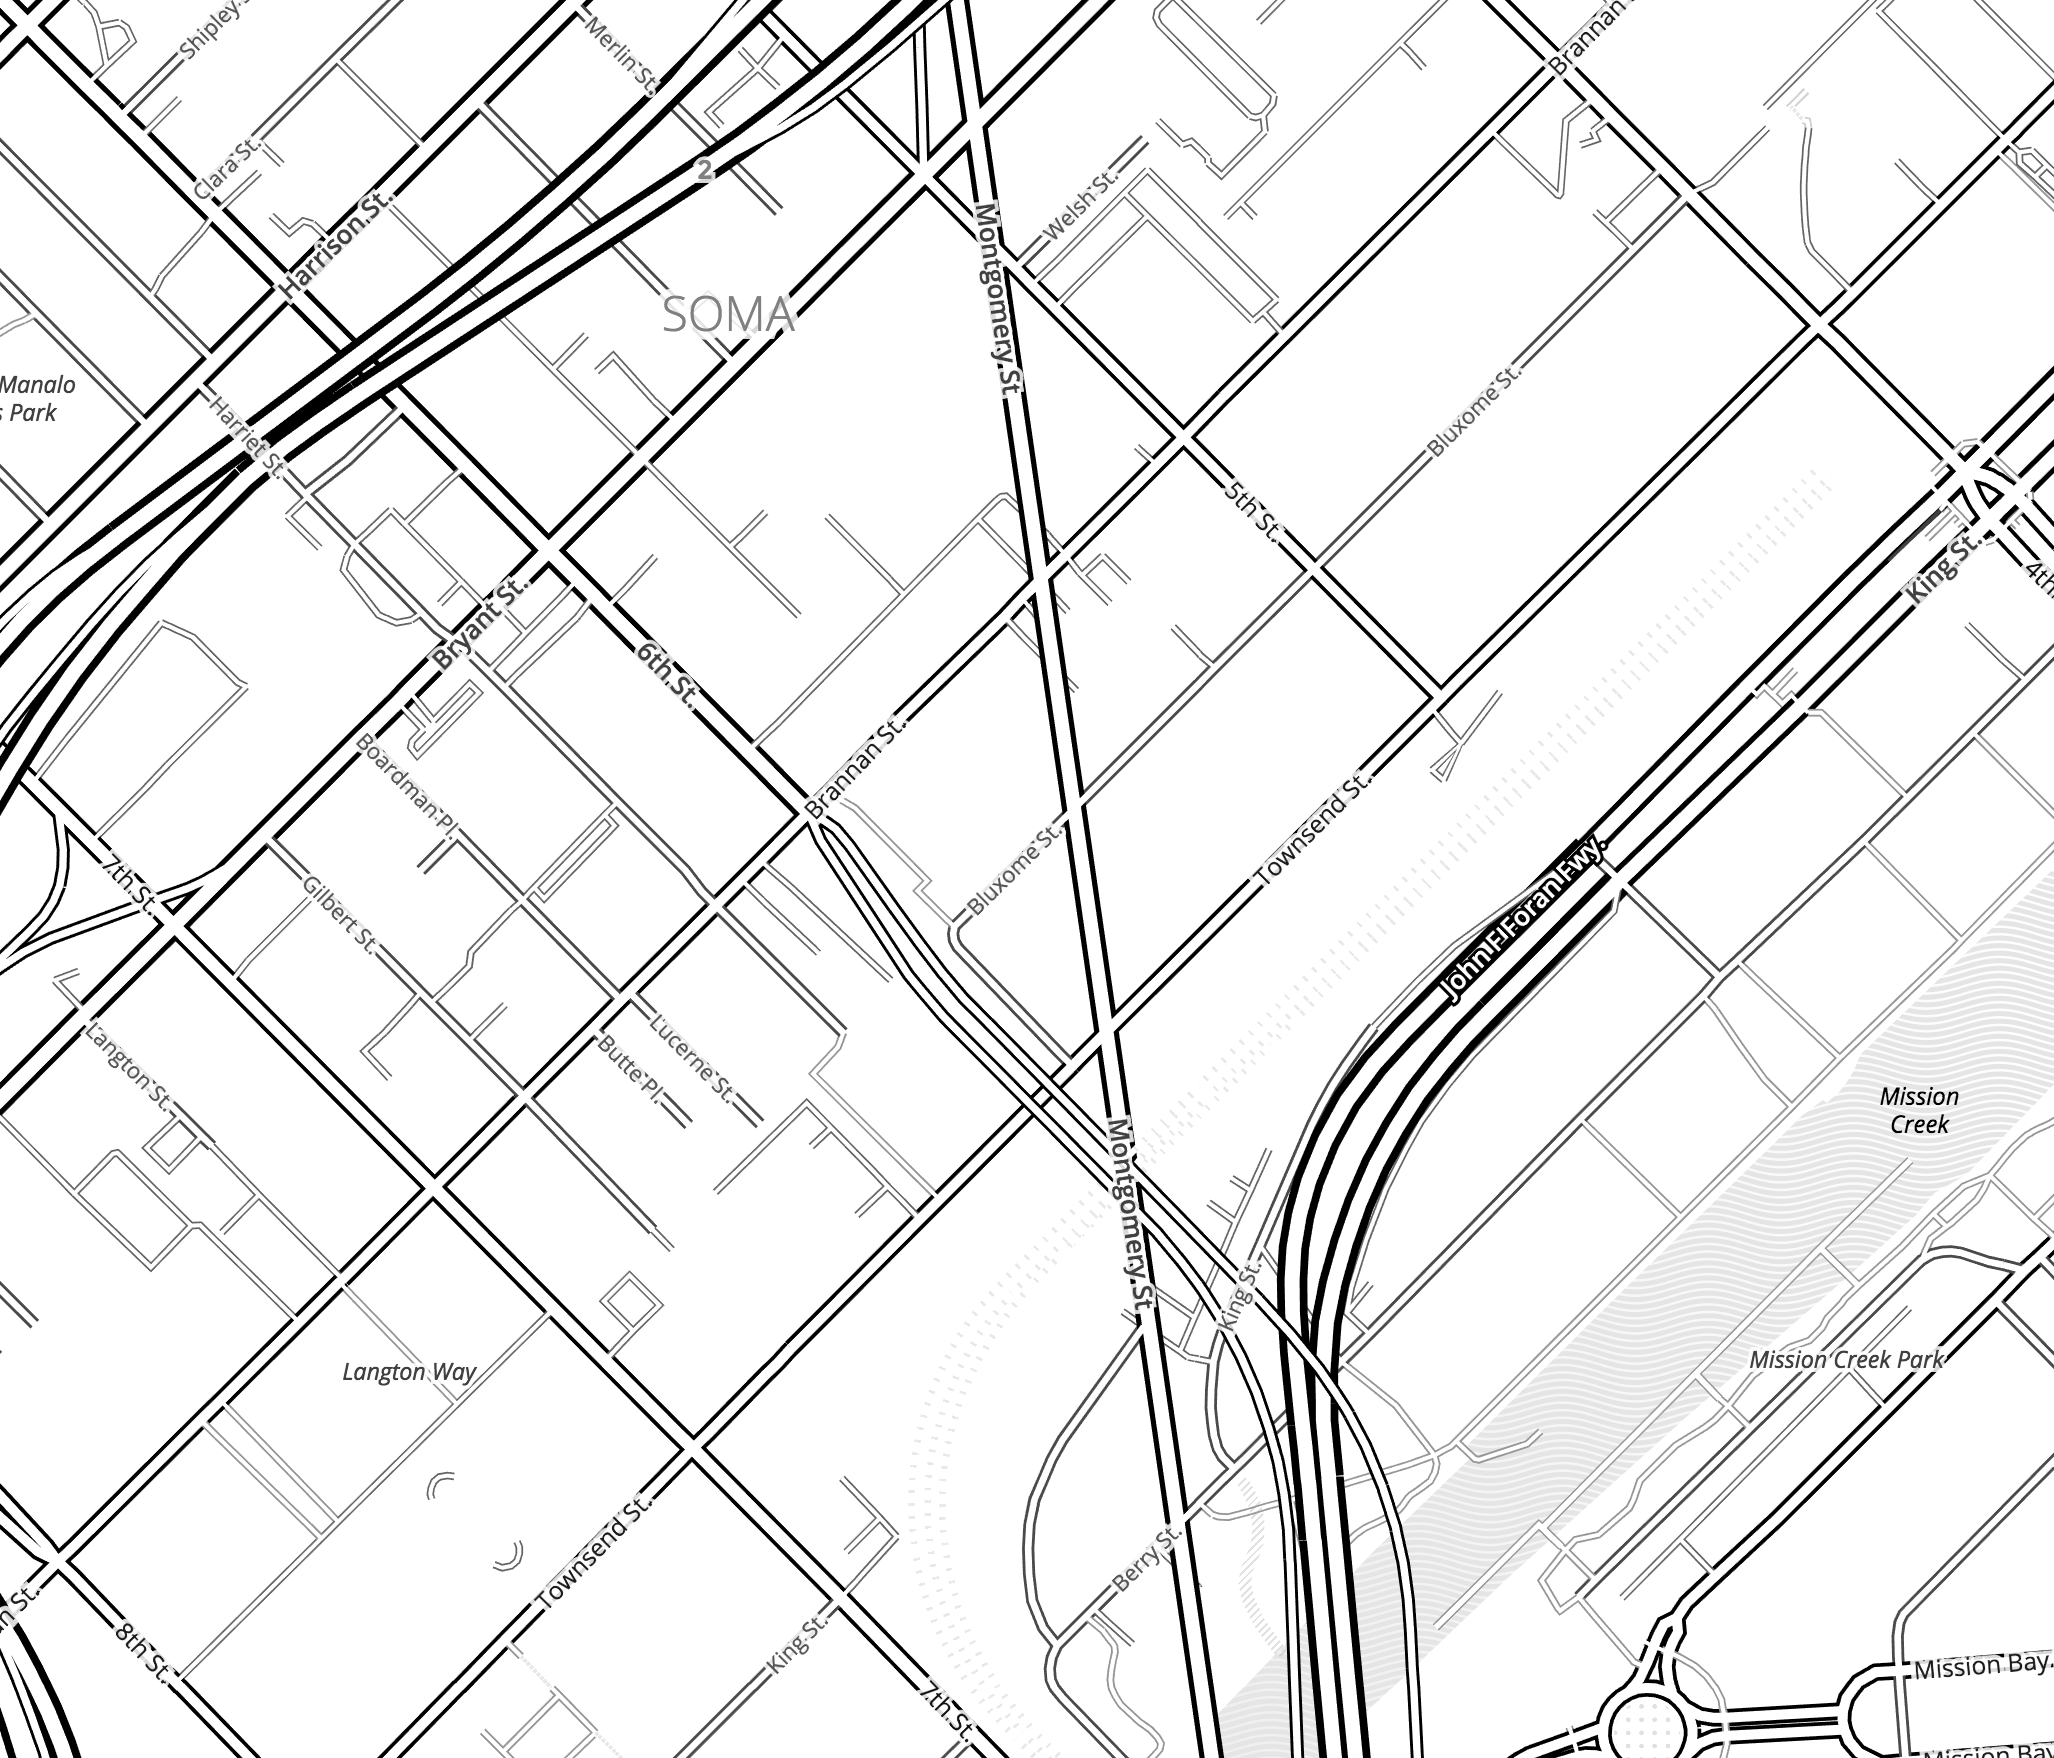 Shipley
Merlin St.
Brannan
Clara St.
2
Welsh St.
Harrison St.
Montgomery St
SOMA
Manalo
s Park
Harriet St.
Bluxome St.
5th St.
King St.
4th
Bryant St.
6th St.
Boardman Pl.
Brannan St.
Townsend St.
Bluxome St.
John F Foran Fwy.
7th St.
Gilbert St.
Langton St.
Butte Pl.
Lucerne St.
Mission
Creek
Montgomery St
King St.
Langton Way
Mission Creek Park
Townsend St.
Berry St.
n St.
8th St.
King St.
7th St.
Mission Bay
Mission Bay